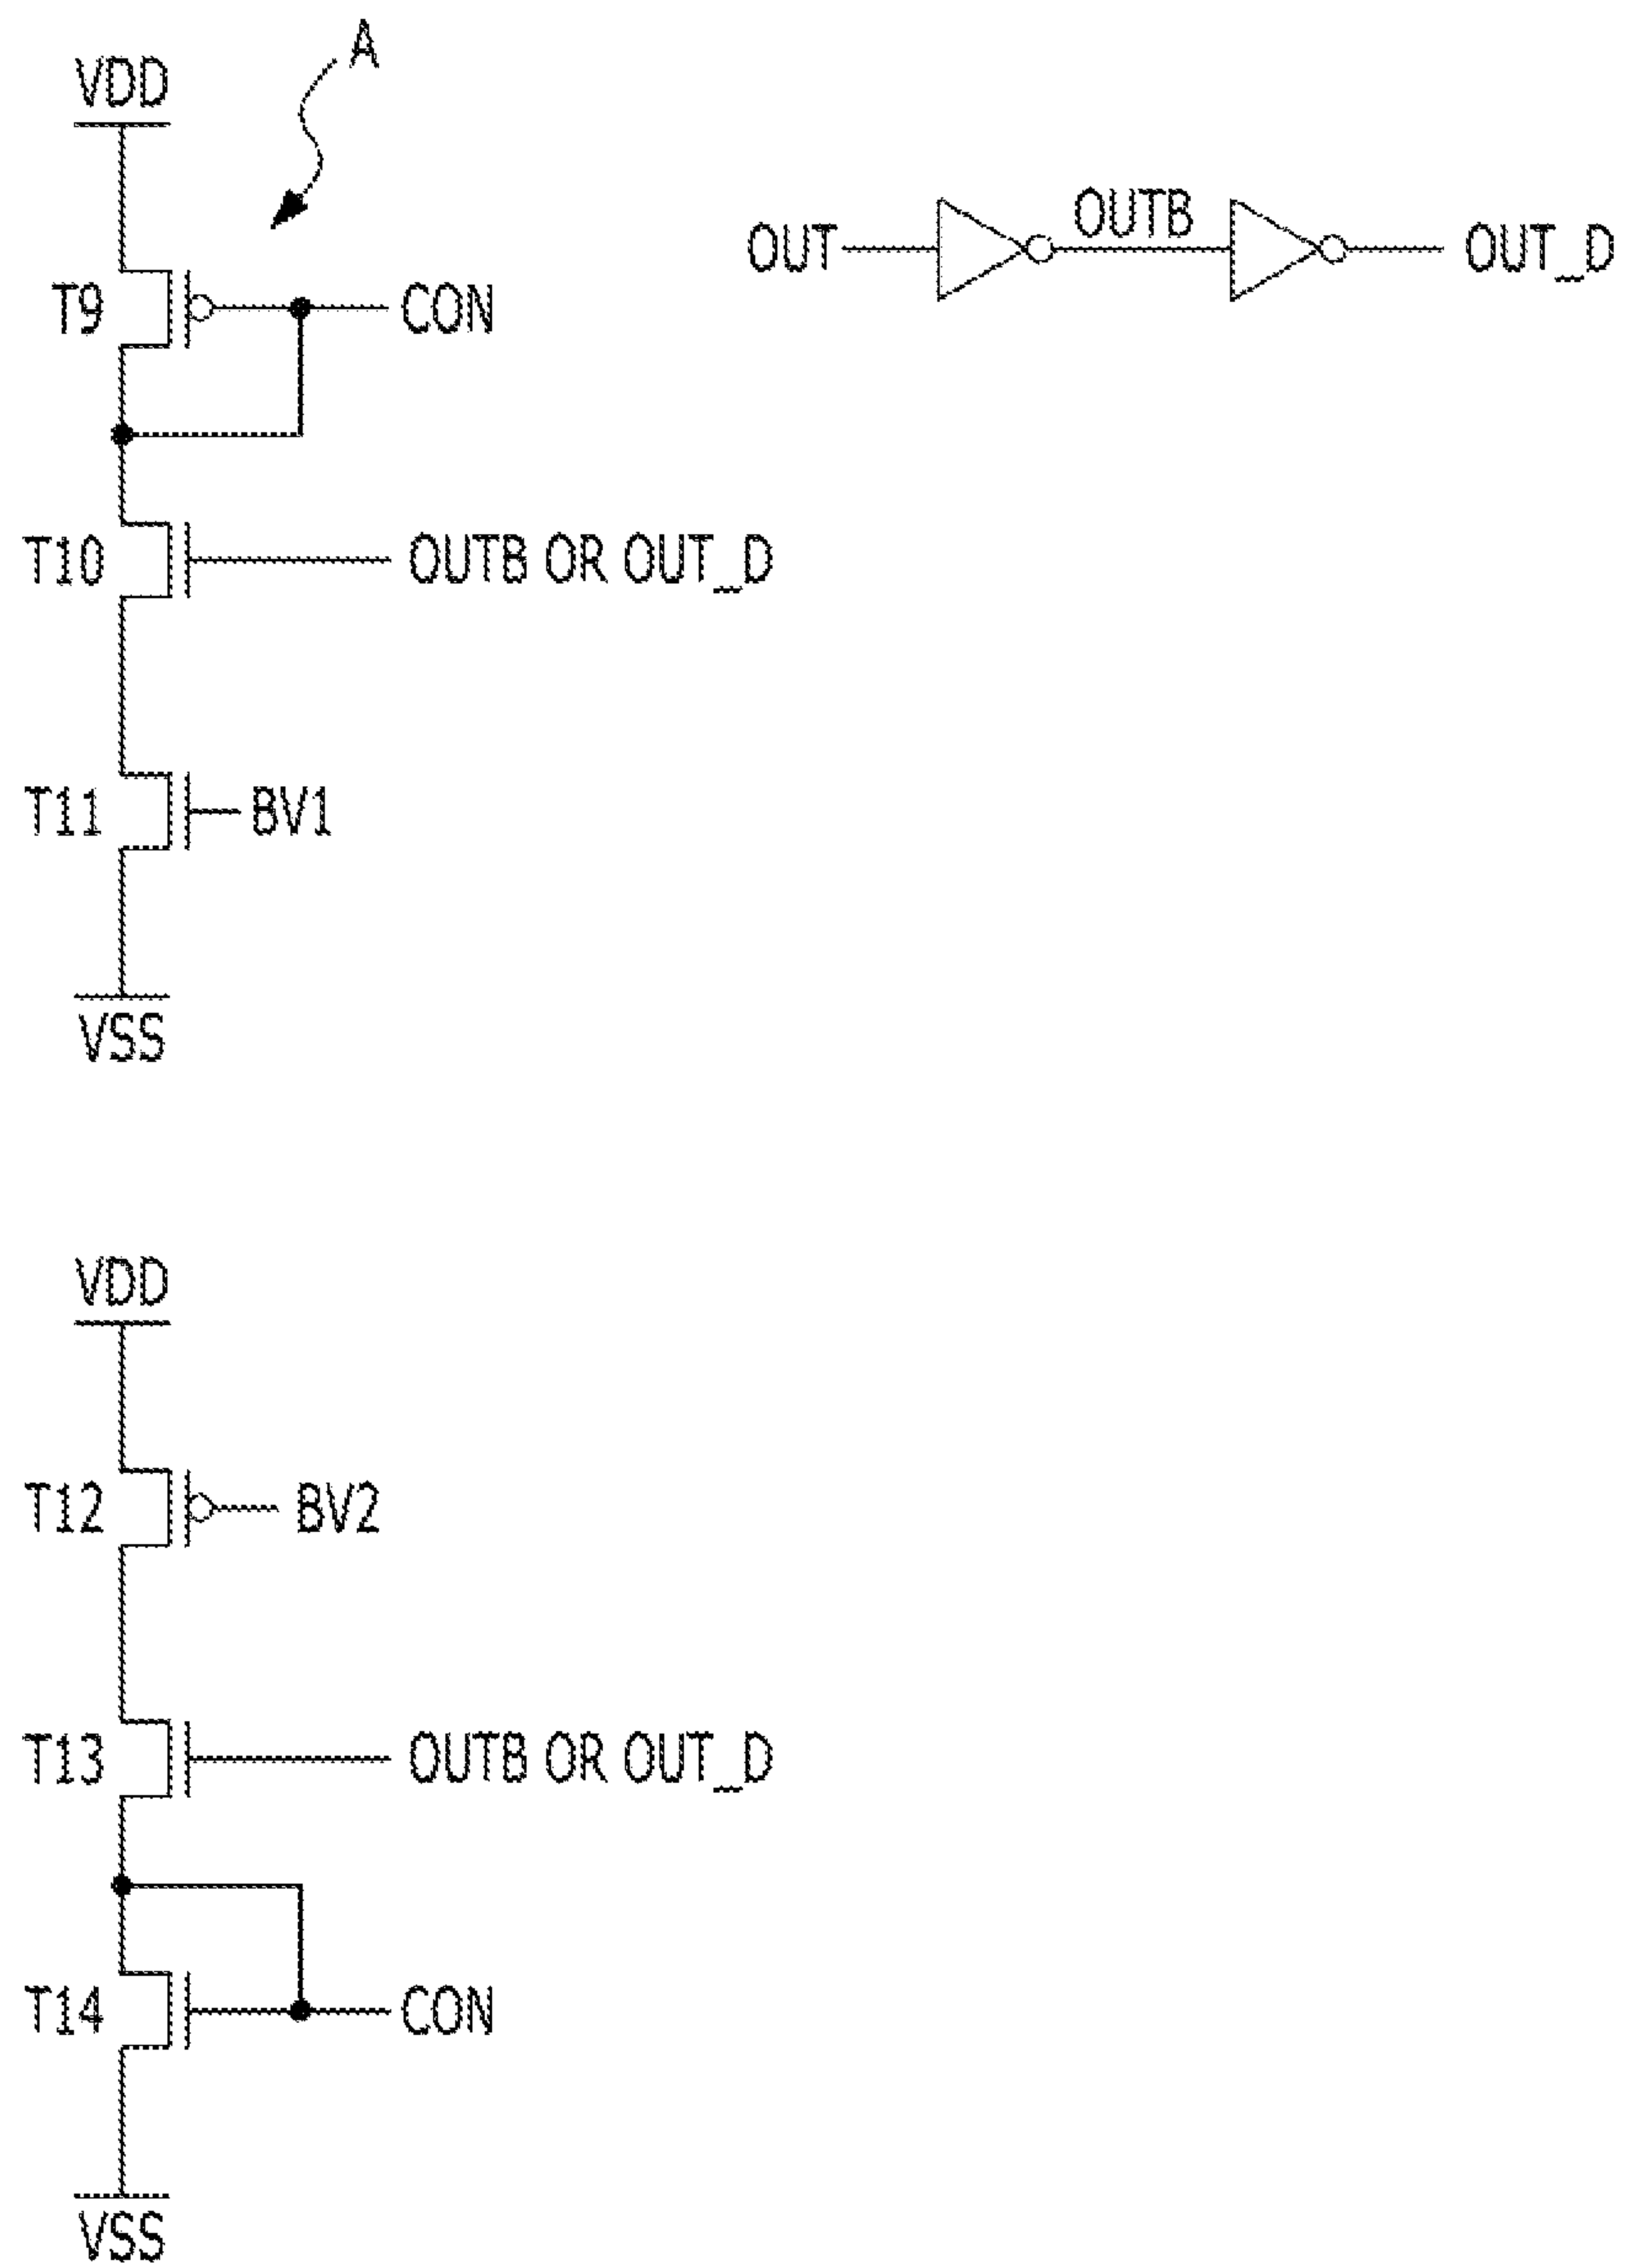 A
VDD
OUT OUTB OUT_D
T9 CON
T10 OUTB OR OUT_D
T11 BV1
VSS
VDD
T12 BV2
T13 OUTB OR OUT_D
T14 CON
VSS